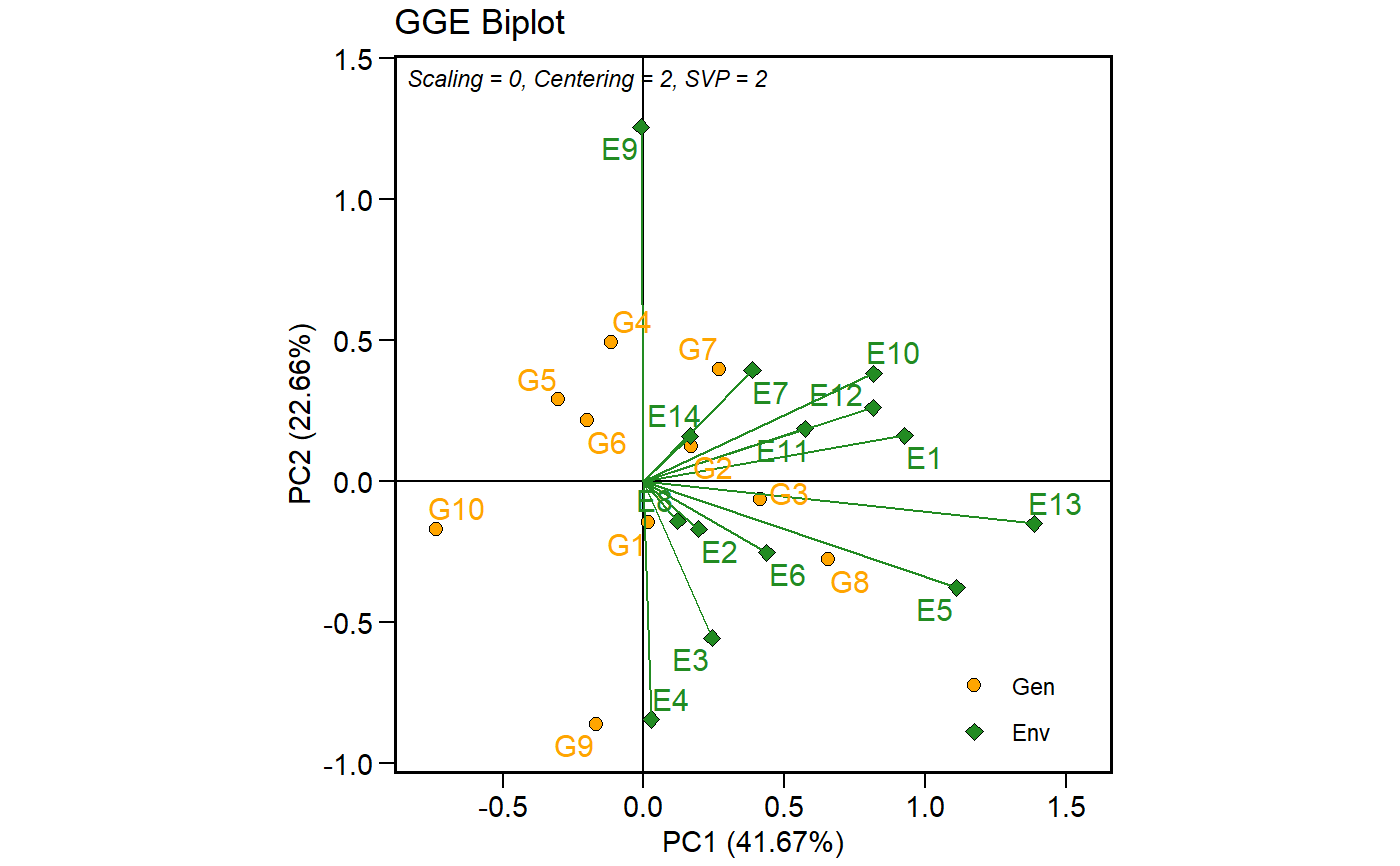 GGE Biplot
Scaling = 0, Centering = 2, SVP = 2
1.5
1.0
0.5
0.0
-0.5
-1.0
PC2 (22.66%)
E9
G4
G7
E10
G5
E7
E12
E14
G6
E11
E1
G2
G3
E8
E13
G10
G1
E2
E6
G8
E5
E3
E4
G9
Gen
Env
-0.5
0.0
0.5
1.0
1.5
PC1 (41.67%)